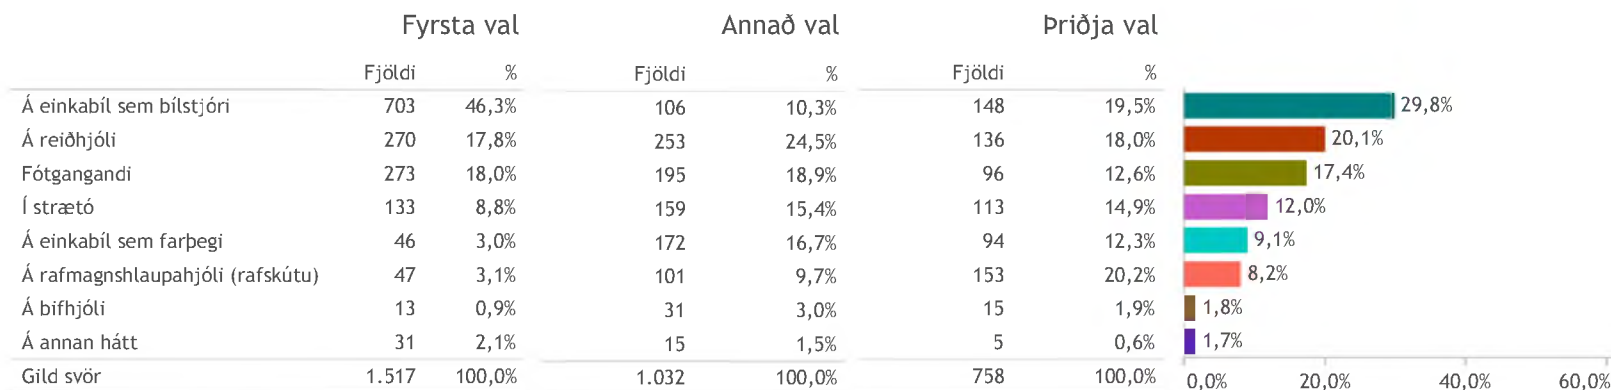 Fyrsta val Annað val Þriðja val
Fjöldi % Fjöldi % Fjöldi %
Á einkabíl sem bílstjóri 703 46,3% 106 10,3% 148 19,5% 29,8%
Á reiðhjóli 270 17,8% 253 24,5% 136 18,0% 20,1%
Fótgangandi 273 18,0% 195 18,9% 96 12,6% 17,4%
Í strætó 133 8,8% 159 15,4% 113 14,9% 12,0%
Á einkabíl sem farþegi 46 3,0% 172 16,7% 94 12,3% 9,1%
Á rafmagnshlaupahjóli (rafskútu) 47 3,1% 101 9,7% 153 20,2% 8,2%
Á bifhjóli 13 0,9% 31 3,0% 15 1,9% 1,8%
Á annan hátt 31 2,1% 15 1,5% 5 0,6% 1,7%
Gild svör 1.517 100,0% 1.032 100,0% 758 100,0% 0,0% 20,0% 40,0% 60,0%